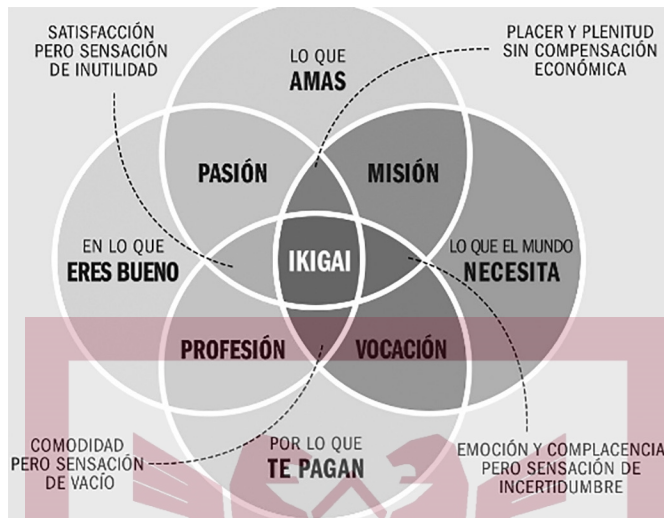 SATISFACCIÓN
PERO SENSACIÓN
DE INUTILIDAD
LO QUE
AMAS
PLACER Y PLENITUD
SIN COMPENSACIÓN
ECONÓMICA
PASIÓN
MISIÓN
EN LO QUE
ERES BUENO
IKIGAI
LO QUE EL MUNDO
NECESITA
PROFESIÓN
VOCACIÓN
COMODIDAD
PERO SENSACIÓN
DE VACÍO
POR LO QUE
TE PAGAN
EMOCIÓN Y COMPLACENCIA
PERO SENSACIÓN DE
INCERTIDUMBRE